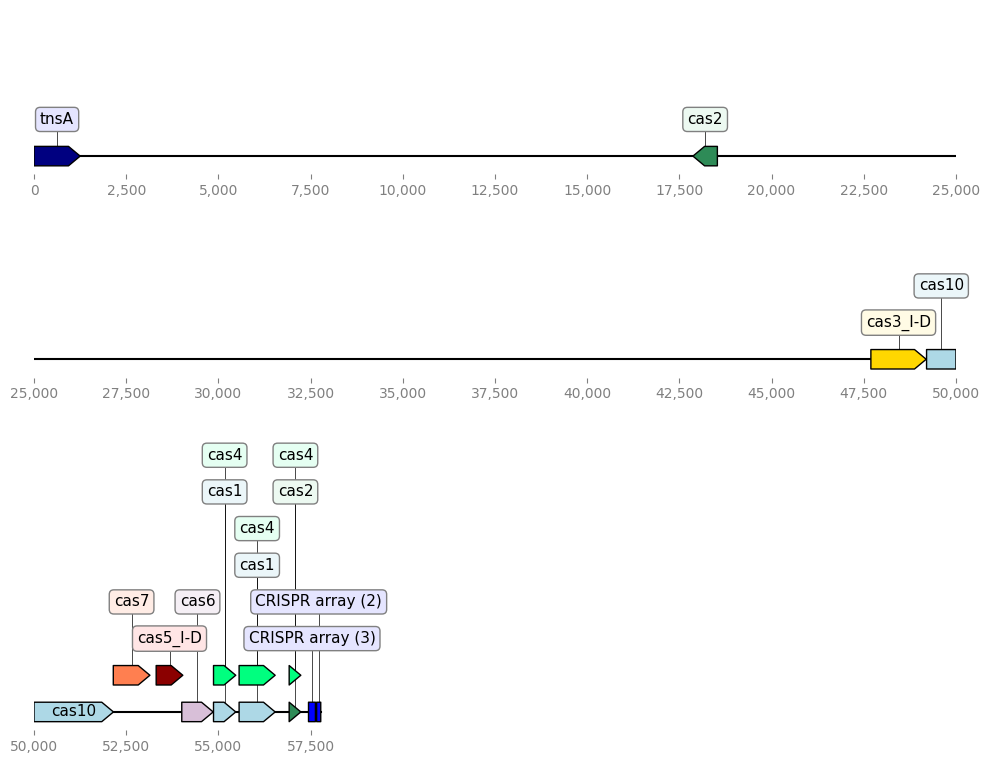 tnsA cas2
0 2,500 5,000 7,500 10,000 12,500 15,000 17,500 20,000 22,500 25,000
cas10
cas3_I-D
25,000 27,500 30,000 32,500 35,000 37,500 40,000 42,500 45,000 47,500 50,000
cas4 cas4
cas1 cas2
cas4
cas1
cas7 cas6 CRISPR array (2)
cas5_I-D CRISPR array (3)
cas10
50,000 52,500 55,000 57,500